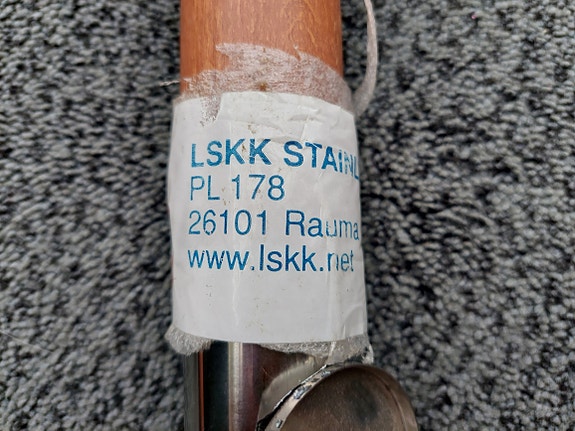 LSKK STAINL
PL 178
26101 Rauma
www.lskk.net